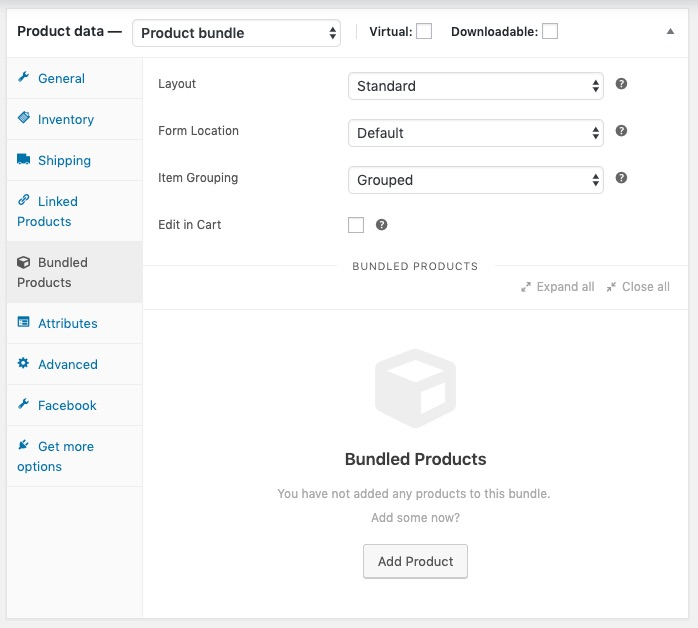 Product data — Product bundle Virtual: Downloadable:
General
Inventory
Shipping
Linked
Products
Bundled
Products
Attributes
Advanced
Facebook
Get more
options
Layout Standard
Form Location Default
Item Grouping Grouped
Edit in Cart
BUNDLED PRODUCTS
Expand all Close all
Bundled Products
You have not added any products to this bundle.
Add some now?
Add Product